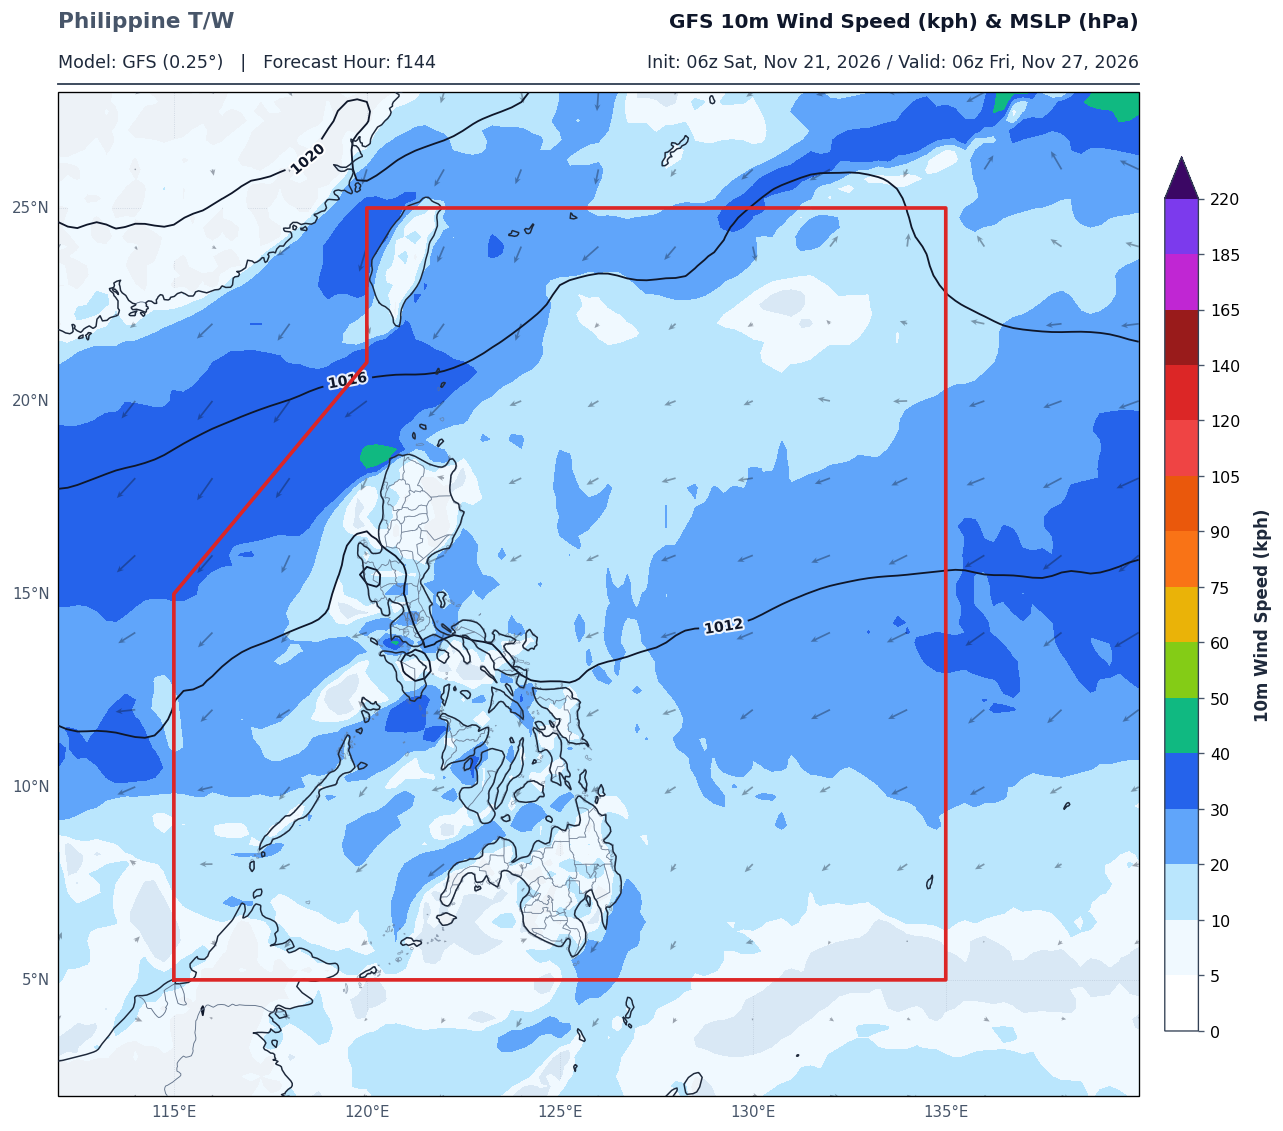 Philippine T/W
GFS 10m Wind Speed (kph) & MSLP (hPa)
Model: GFS (0.25°)   |   Forecast Hour: f144
Init: 06z Sat, Nov 21, 2026 / Valid: 06z Fri, Nov 27, 2026
1020
1016
1012
25°N
20°N
15°N
10°N
5°N
115°E
120°E
125°E
130°E
135°E
220
185
165
140
120
105
90
75
60
50
40
30
20
10
5
0
10m Wind Speed (kph)